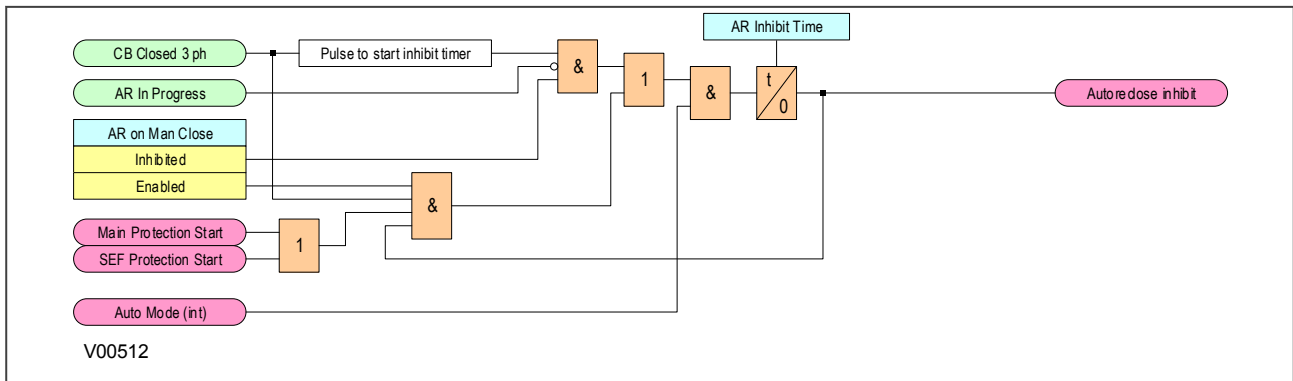 AR Inhibit Time
CB Closed 3 ph
Pulse to start inhibit timer
&
1
&
t
0
Autoreclose inhibit
AR In Progress
AR on Man Close
Inhibited
Enabled
&
Main Protection Start
1
SEF Protection Start
Auto Mode (int)
V00512